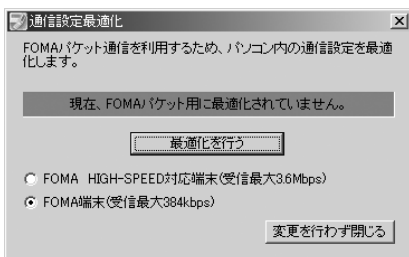 通信設定最適化
FOMAパケット通信を利用するため、パソコン内の通信設定を最適
化します。
現在、FOMAパケット用に最適化されていません。
最適化を行う
FOMA HIGH-SPEED対応端末(受信最大3.6Mbps)
FOMA端末(受信最大384kbps)
変更を行わず閉じる